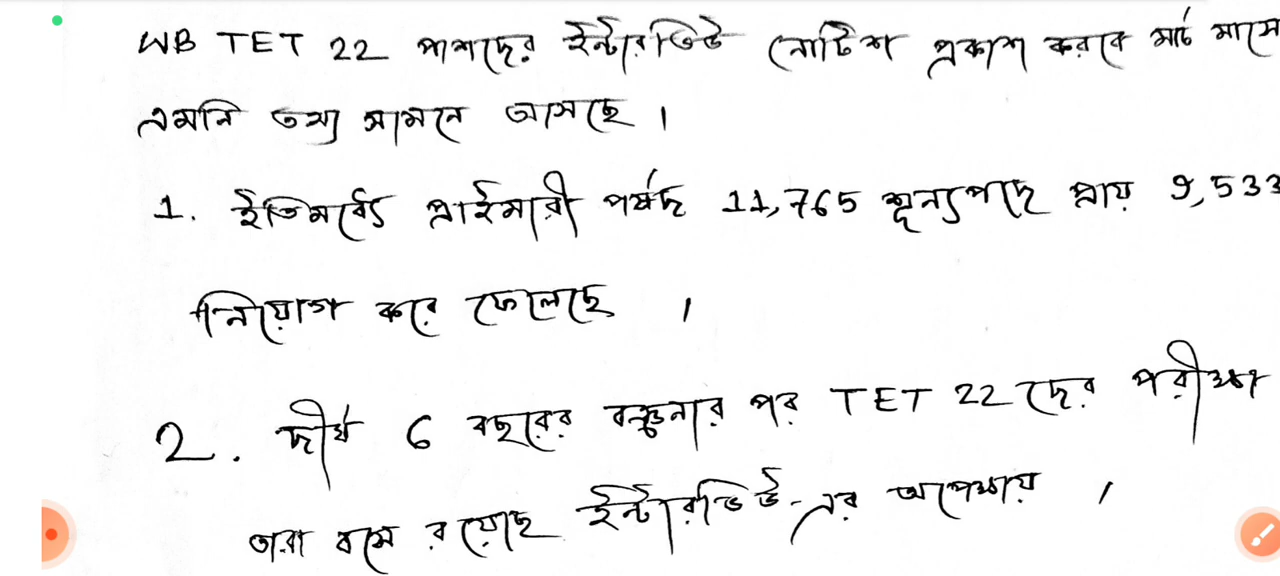 WB TET 22 পাশদের ইন্টারভিউ নোটিশ প্রকাশ করবে মার্চ মাসে
এমনি তথ্য সামনে আসছে ।
1. ইতিমধ্যে প্রাইমারী পর্ষদ 11,765 শূন্যপদে প্রায় 9,533
নিয়োগ করে ফেলেছে ।
2. দীর্ঘ 6 বছরের বঞ্চনার পর TET 22 দের পরীক্ষা
তারা বসে রয়েছে ইন্টারভিউ-এর অপেক্ষায় ।